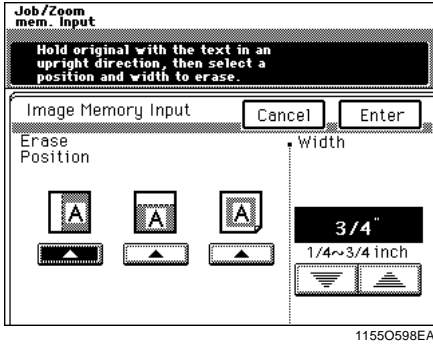 Job/Zoom
mem. Input
Hold original with the text in an
upright direction, then select a
position and width to erase.
Image Memory Input
Cancel
Enter
Erase
Position
Width
A
A
A
3/4"
1/4~3/4 inch
1155O598EA